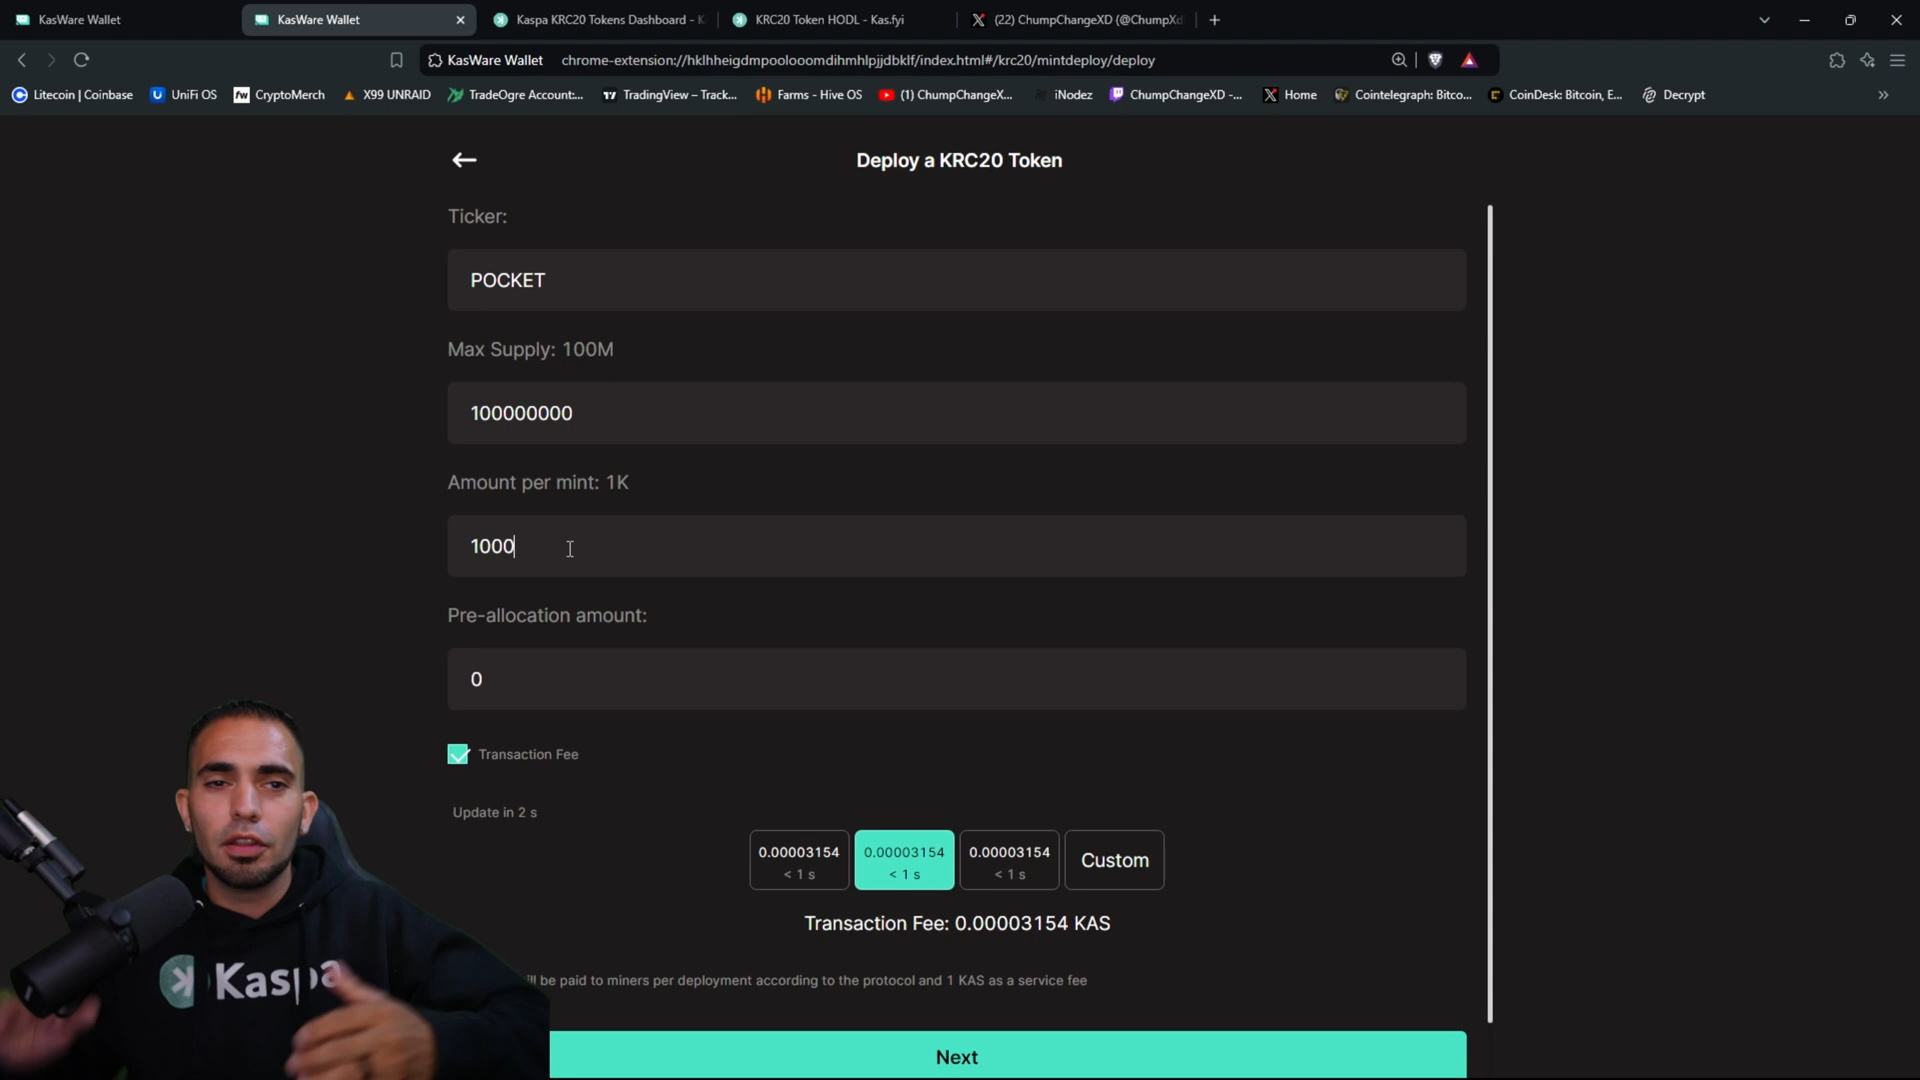 KasWare Wallet
KasWare Wallet
Kaspa KRC20 Tokens Dashboard - K
KRC20 Token HODL - Kas.fyi
(22) ChumpChangeXD (@ChumpXd
KasWare Wallet chrome-extension://hklhheigdmpoolooomdihmhlpjjdbklf/index.html#/krc20/mintdeploy/deploy
Litecoin | Coinbase
UniFi OS
CryptoMerch
X99 UNRAID
TradeOgre Account:...
TradingView – Track...
Farms - Hive OS
(1) ChumpChangeX...
iNodez
ChumpChangeXD -...
Home
Cointelegraph: Bitco...
CoinDesk: Bitcoin, E...
Decrypt
Deploy a KRC20 Token
Ticker:
POCKET
Max Supply: 100M
100000000
Amount per mint: 1K
1000
Pre-allocation amount:
0
Transaction Fee
Update in 2 s
0.00003154
< 1 s
0.00003154
< 1 s
0.00003154
< 1 s
Custom
Transaction Fee: 0.00003154 KAS
ll be paid to miners per deployment according to the protocol and 1 KAS as a service fee
Next
Kaspa